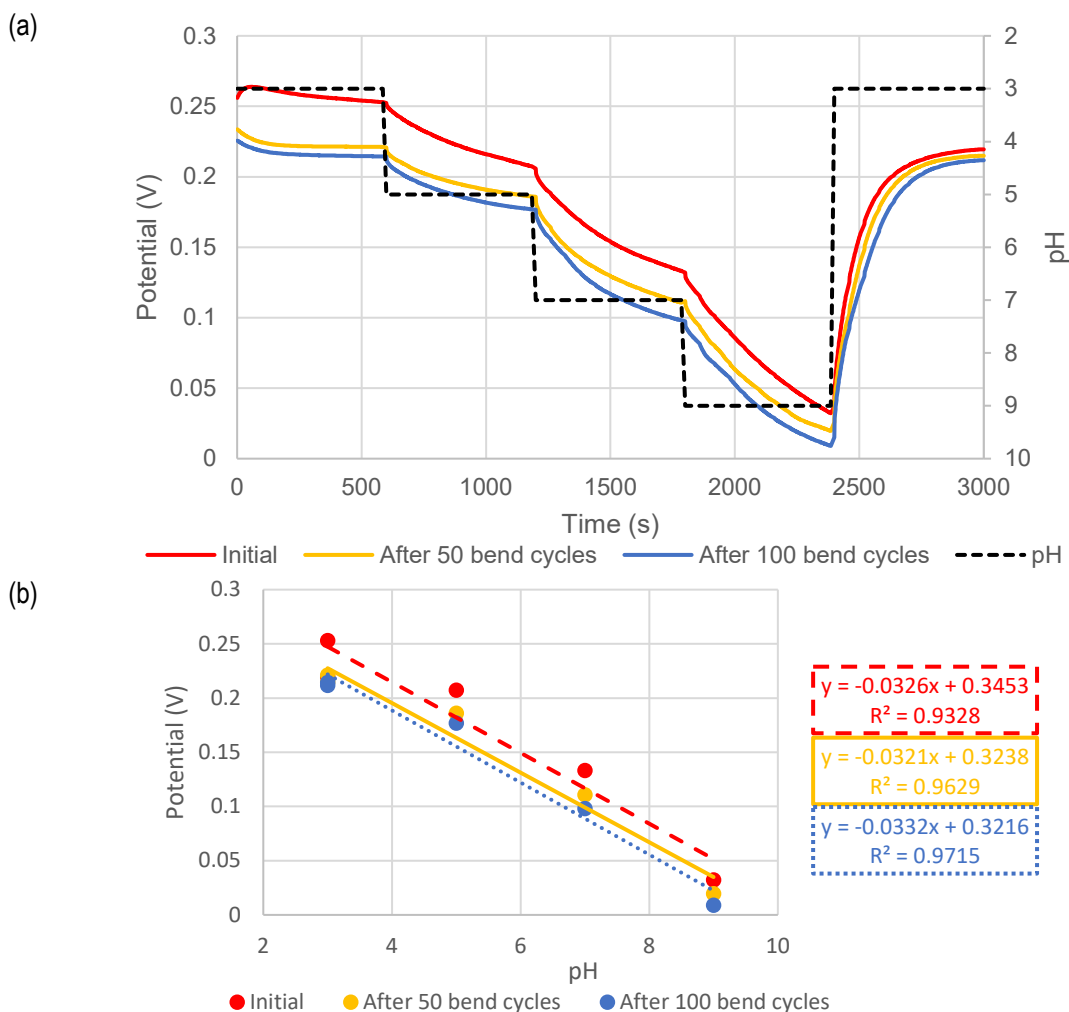 (a)
0.3
0.25
0.2
0.15
0.1
0.05
0
Potential (V)
2
3
4
5
6
7
8
9
10
pH
0 500 1000 1500 2000 2500 3000
Time (s)
Initial After 50 bend cycles After 100 bend cycles pH
(b)
0.3
0.25
0.2
0.15
0.1
0.05
0
Potential (V)
2 4 6 8 10
pH
y = -0.0326x + 0.3453
R² = 0.9328
y = -0.0321x + 0.3238
R² = 0.9629
y = -0.0332x + 0.3216
R² = 0.9715
Initial After 50 bend cycles After 100 bend cycles